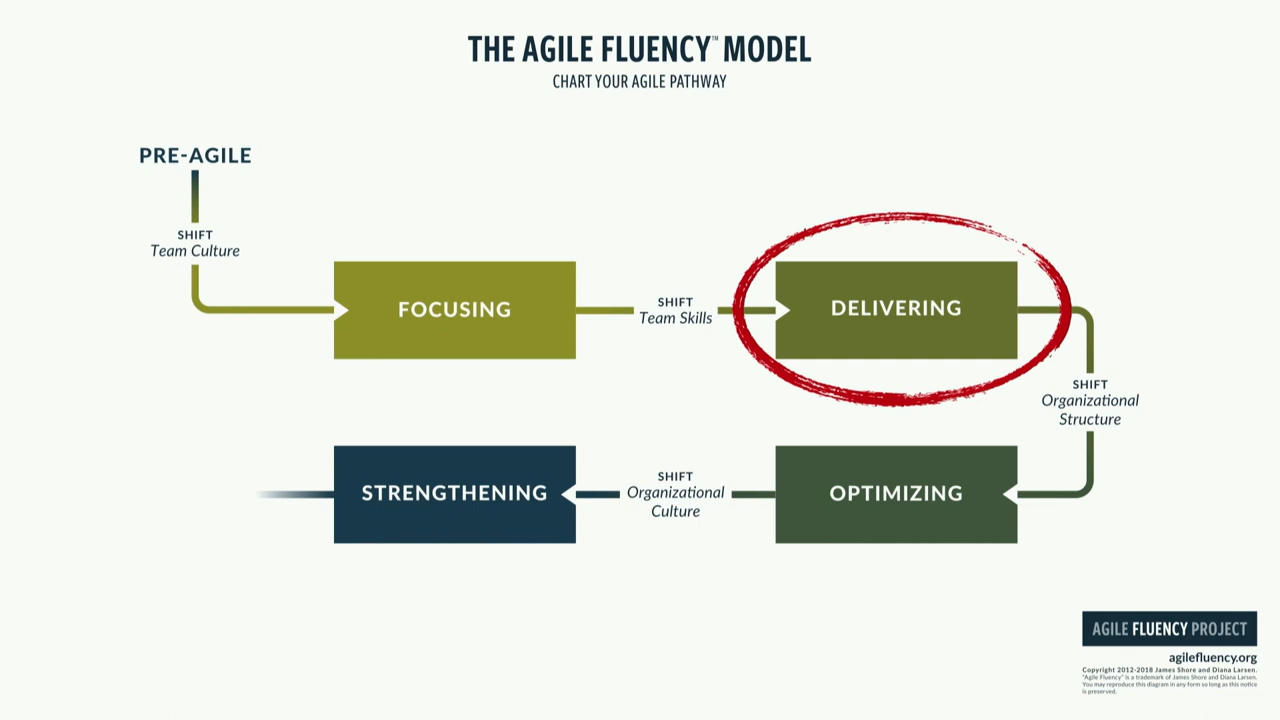 THE AGILE FLUENCY™ MODEL
CHART YOUR AGILE PATHWAY
PRE-AGILE
SHIFT
Team Culture
FOCUSING
SHIFT
Team Skills
DELIVERING
SHIFT
Organizational
Structure
STRENGTHENING
SHIFT
Organizational
Culture
OPTIMIZING
AGILE FLUENCY PROJECT
agilefluency.org
Copyright 2012-2018 James Shore and Diana Larsen.
"Agile Fluency" is a trademark of James Shore and Diana Larsen.
You may reproduce this diagram in any form so long as this notice
is preserved.